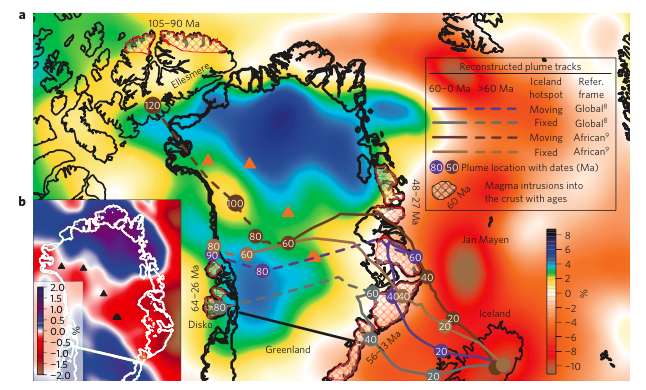 a
105–90 Ma
Ellesmere
120
100
80
80
90
60
80
60
>80
64–26 Ma
Disko
Greenland
Reconstructed plume tracks
60–0 Ma >60 Ma Iceland hotspot Refer. frame
Moving Global⁸
Fixed Global⁸
Moving African⁹
Fixed African⁹
80 50 Plume location with dates (Ma)
60 Ma Magma intrusions into the crust with ages
48–27 Ma
Jan Mayen
60
40
60
40 40
20
20
40
56–13 Ma
20
20
Iceland
8
6
4
2
0
−2
−4
−6
−8
−10
%
b
2.0
1.5
1.0
0.5
0
−0.5
−1.0
−1.5
−2.0
%